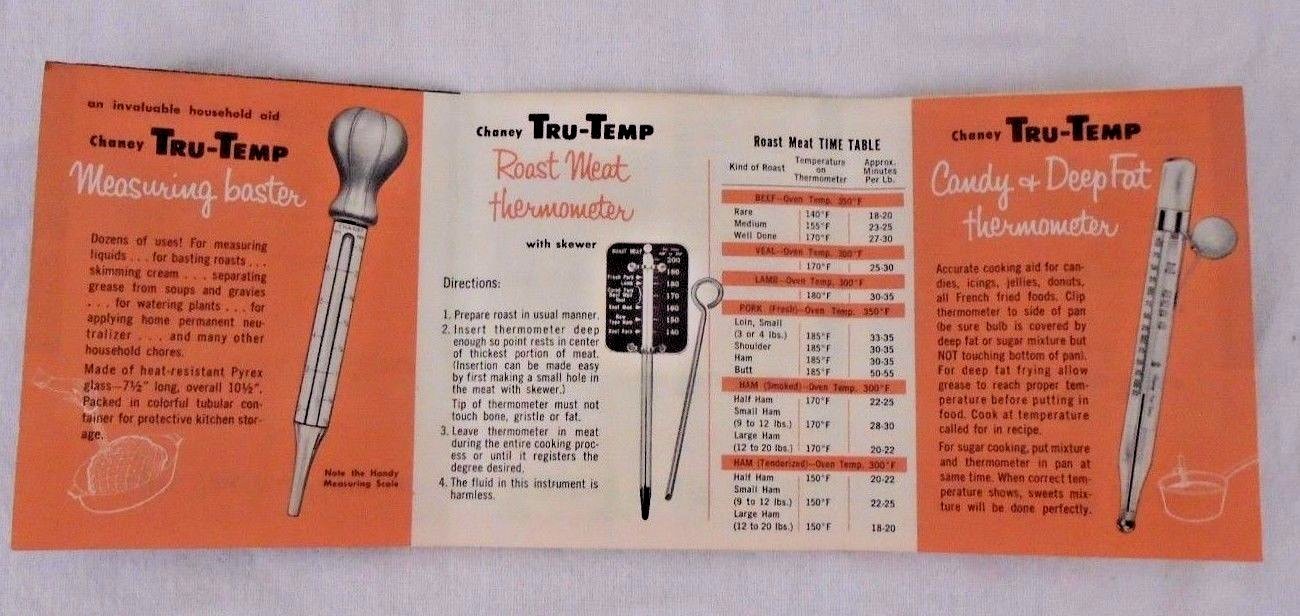 an invaluable household aid
Chaney TRU-TEMP
Measuring baster
Dozens of uses! For measuring
liquids . . . for basting roasts . . .
skimming cream . . . separating
grease from soups and gravies
. . . for watering plants . . . for
applying home permanent neu-
tralizer . . . and many other
household chores.
Made of heat-resistant Pyrex
glass—7½" long, overall 10½".
Packed in colorful tubular con-
tainer for protective kitchen stor-
age.
Note the Handy
Measuring Scale
Chaney TRU-TEMP
Roast Meat
thermometer
with skewer
Directions:
1. Prepare roast in usual manner.
2. Insert thermometer deep
enough so point rests in center
of thickest portion of meat.
(Insertion can be made easy
by first making a small hole in
the meat with skewer.)
Tip of thermometer must not
touch bone, gristle or fat.
3. Leave thermometer in meat
during the entire cooking proc-
ess or until it registers the
degree desired.
4. The fluid in this instrument is
harmless.
ROAST MEAT
200
190
180
170
160
150
140
Roast Meat TIME TABLE
Kind of Roast Temperature on Thermometer Approx. Minutes Per Lb.
BEEF—Oven Temp. 350°F
Rare 140°F 18-20
Medium 155°F 23-25
Well Done 170°F 27-30
VEAL—Oven Temp. 300°F
170°F 25-30
LAMB—Oven Temp. 300°F
180°F 30-35
PORK (Fresh)—Oven Temp. 350°F
Loin, Small
(3 or 4 lbs.) 185°F 33-35
Shoulder 185°F 30-35
Ham 185°F 30-35
Butt 185°F 50-55
HAM (Smoked)—Oven Temp. 300°F
Half Ham 170°F 22-25
Small Ham
(9 to 12 lbs.) 170°F 28-30
Large Ham
(12 to 20 lbs.) 170°F 20-22
HAM (Tenderized)—Oven Temp. 300°F
Half Ham 150°F 20-22
Small Ham
(9 to 12 lbs.) 150°F 22-25
Large Ham
(12 to 20 lbs.) 150°F 18-20
Chaney TRU-TEMP
Candy & Deep Fat
thermometer
Accurate cooking aid for can-
dies, icings, jellies, donuts,
all French fried foods. Clip
thermometer to side of pan
(be sure bulb is covered by
deep fat or sugar mixture but
NOT touching bottom of pan).
For deep fat frying allow
grease to reach proper tem-
perature before putting in
food. Cook at temperature
called for in recipe.
For sugar cooking, put mixture
and thermometer in pan at
same time. When correct tem-
perature shows, sweets mix-
ture will be done perfectly.